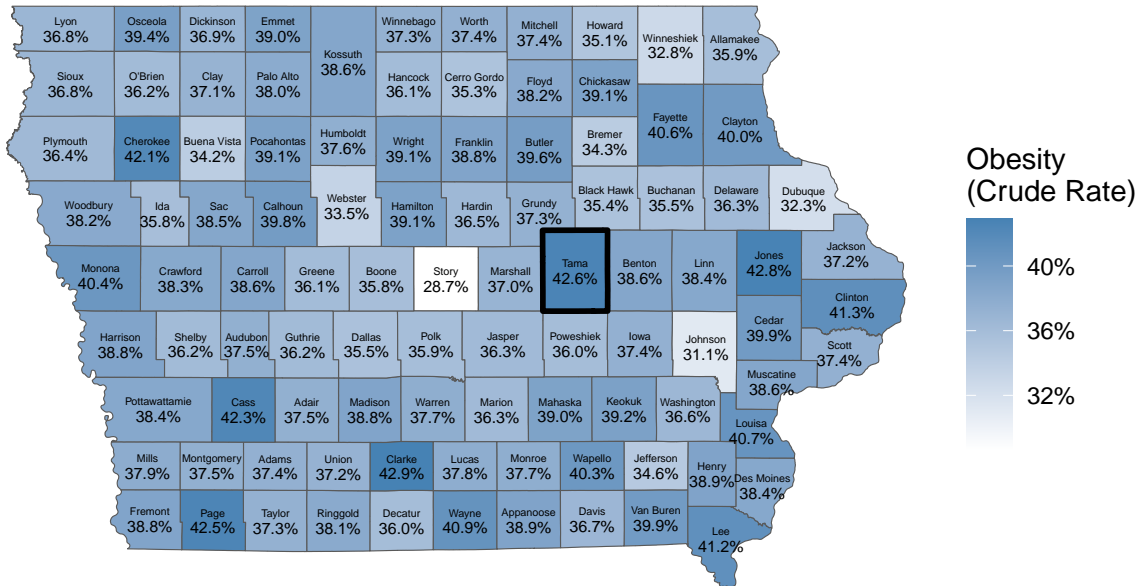 Lyon
36.8%
Osceola
39.4%
Dickinson
36.9%
Emmet
39.0%
Kossuth
38.6%
Winnebago
37.3%
Worth
37.4%
Mitchell
37.4%
Howard
35.1%
Winneshiek
32.8%
Allamakee
35.9%
Sioux
36.8%
O'Brien
36.2%
Clay
37.1%
Palo Alto
38.0%
Hancock
36.1%
Cerro Gordo
35.3%
Floyd
38.2%
Chickasaw
39.1%
Fayette
40.6%
Clayton
40.0%
Plymouth
36.4%
Cherokee
42.1%
Buena Vista
34.2%
Pocahontas
39.1%
Humboldt
37.6%
Wright
39.1%
Franklin
38.8%
Butler
39.6%
Bremer
34.3%
Woodbury
38.2%
Ida
35.8%
Sac
38.5%
Calhoun
39.8%
Webster
33.5%
Hamilton
39.1%
Hardin
36.5%
Grundy
37.3%
Black Hawk
35.4%
Buchanan
35.5%
Delaware
36.3%
Dubuque
32.3%
Monona
40.4%
Crawford
38.3%
Carroll
38.6%
Greene
36.1%
Boone
35.8%
Story
28.7%
Marshall
37.0%
Tama
42.6%
Benton
38.6%
Linn
38.4%
Jones
42.8%
Jackson
37.2%
Clinton
41.3%
Harrison
38.8%
Shelby
36.2%
Audubon
37.5%
Guthrie
36.2%
Dallas
35.5%
Polk
35.9%
Jasper
36.3%
Poweshiek
36.0%
Iowa
37.4%
Johnson
31.1%
Cedar
39.9%
Scott
37.4%
Muscatine
38.6%
Pottawattamie
38.4%
Cass
42.3%
Adair
37.5%
Madison
38.8%
Warren
37.7%
Marion
36.3%
Mahaska
39.0%
Keokuk
39.2%
Washington
36.6%
Louisa
40.7%
Mills
37.9%
Montgomery
37.5%
Adams
37.4%
Union
37.2%
Clarke
42.9%
Lucas
37.8%
Monroe
37.7%
Wapello
40.3%
Jefferson
34.6%
Henry
38.9%
Des Moines
38.4%
Fremont
38.8%
Page
42.5%
Taylor
37.3%
Ringgold
38.1%
Decatur
36.0%
Wayne
40.9%
Appanoose
38.9%
Davis
36.7%
Van Buren
39.9%
Lee
41.2%
Obesity
(Crude Rate)
40%
36%
32%